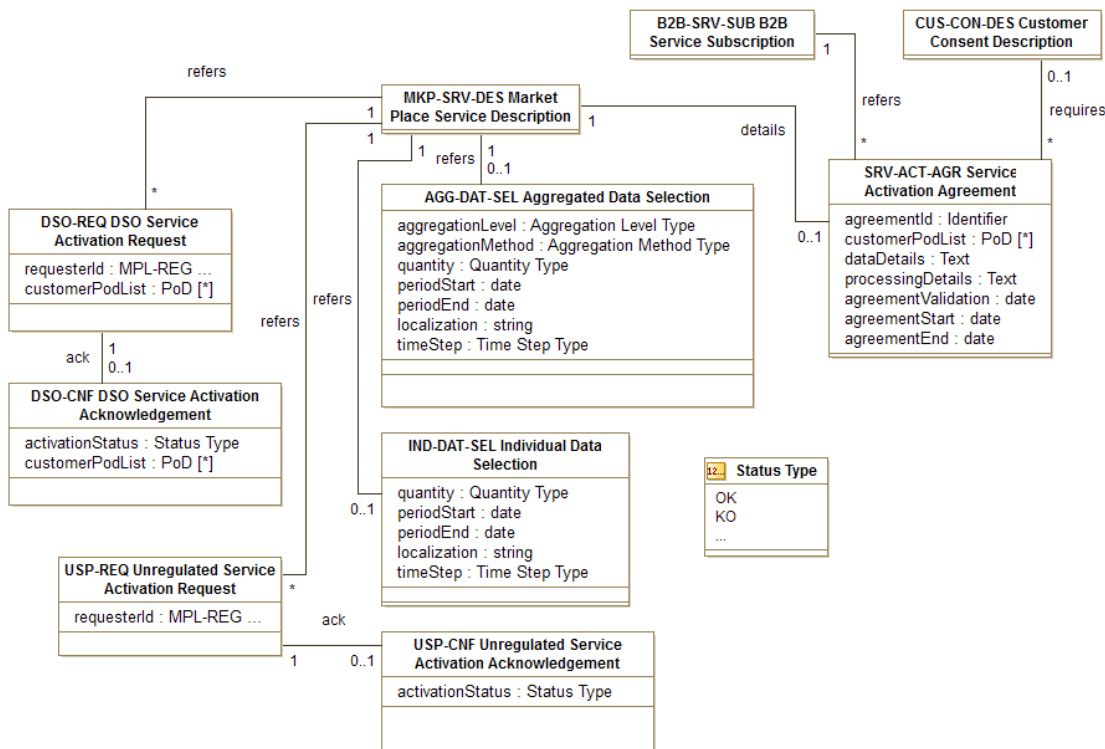 B2B-SRV-SUB B2B
Service Subscription
CUS-CON-DES Customer
Consent Description
1
0..1
refers
requires
*
*
refers
MKP-SRV-DES Market
Place Service Description
1
1
1
1
1
refers
0..1
details
0..1
*
SRV-ACT-AGR Service
Activation Agreement
agreementId : Identifier
customerPodList : PoD [*]
dataDetails : Text
processingDetails : Text
agreementValidation : date
agreementStart : date
agreementEnd : date
AGG-DAT-SEL Aggregated Data Selection
aggregationLevel : Aggregation Level Type
aggregationMethod : Aggregation Method Type
quantity : Quantity Type
periodStart : date
periodEnd : date
localization : string
timeStep : Time Step Type
DSO-REQ DSO Service
Activation Request
requesterId : MPL-REG ...
customerPodList : PoD [*]
refers
refers
ack
1
0..1
DSO-CNF DSO Service Activation
Acknowledgement
activationStatus : Status Type
customerPodList : PoD [*]
IND-DAT-SEL Individual Data
Selection
quantity : Quantity Type
periodStart : date
periodEnd : date
localization : string
timeStep : Time Step Type
0..1
12...
Status Type
OK
KO
...
USP-REQ Unregulated Service
Activation Request
requesterId : MPL-REG ...
*
ack
1
0..1
USP-CNF Unregulated Service
Activation Acknowledgement
activationStatus : Status Type